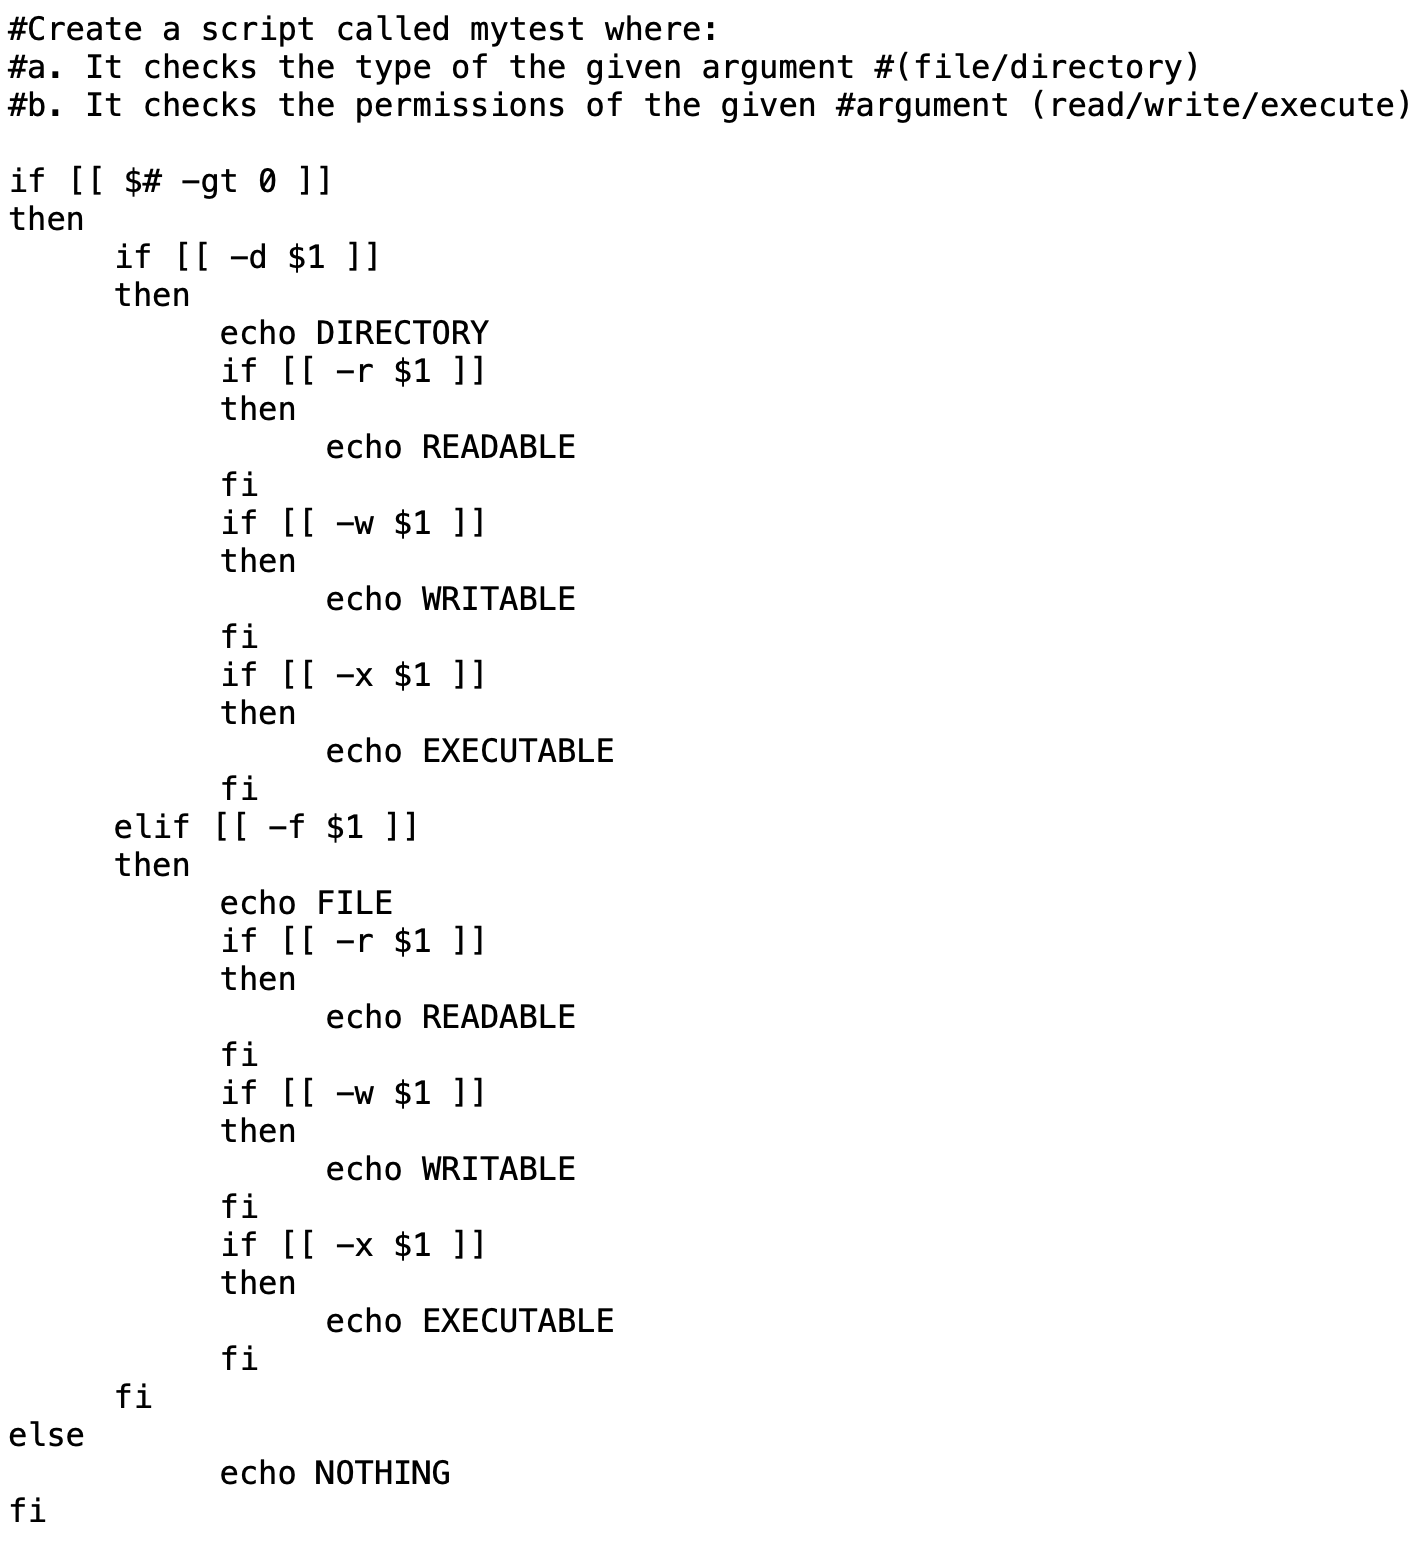 #Create a script called mytest where:
#a. It checks the type of the given argument #(file/directory)
#b. It checks the permissions of the given #argument (read/write/execute)

if [[ $# -gt 0 ]]
then
      if [[ -d $1 ]]
      then
            echo DIRECTORY
            if [[ -r $1 ]]
            then
                  echo READABLE
            fi
            if [[ -w $1 ]]
            then
                  echo WRITABLE
            fi
            if [[ -x $1 ]]
            then
                  echo EXECUTABLE
            fi
      elif [[ -f $1 ]]
      then
            echo FILE
            if [[ -r $1 ]]
            then
                  echo READABLE
            fi
            if [[ -w $1 ]]
            then
                  echo WRITABLE
            fi
            if [[ -x $1 ]]
            then
                  echo EXECUTABLE
            fi
      fi
else
            echo NOTHING
fi